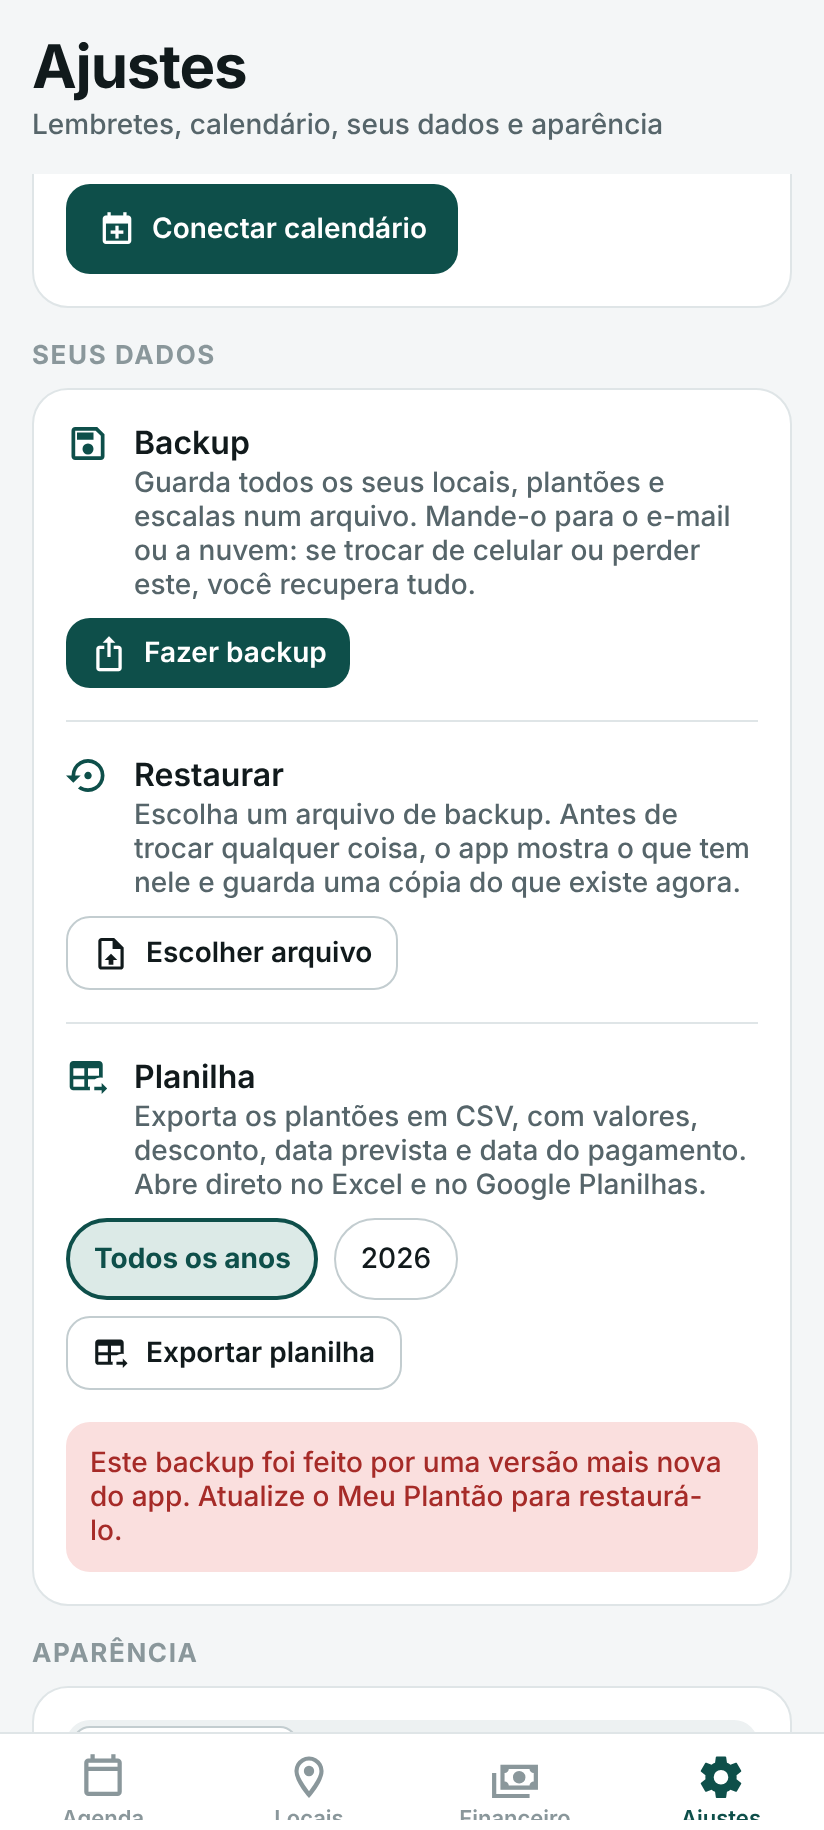 Ajustes
Lembretes, calendário, seus dados e aparência
Conectar calendário
SEUS DADOS
Backup
Guarda todos os seus locais, plantões e
escalas num arquivo. Mande-o para o e-mail
ou a nuvem: se trocar de celular ou perder
este, você recupera tudo.
Fazer backup
Restaurar
Escolha um arquivo de backup. Antes de
trocar qualquer coisa, o app mostra o que tem
nele e guarda uma cópia do que existe agora.
Escolher arquivo
Planilha
Exporta os plantões em CSV, com valores,
desconto, data prevista e data do pagamento.
Abre direto no Excel e no Google Planilhas.
Todos os anos
2026
Exportar planilha
Este backup foi feito por uma versão mais nova
do app. Atualize o Meu Plantão para restaurá-
lo.
APARÊNCIA
Agenda
Locais
Financeiro
Ajustes